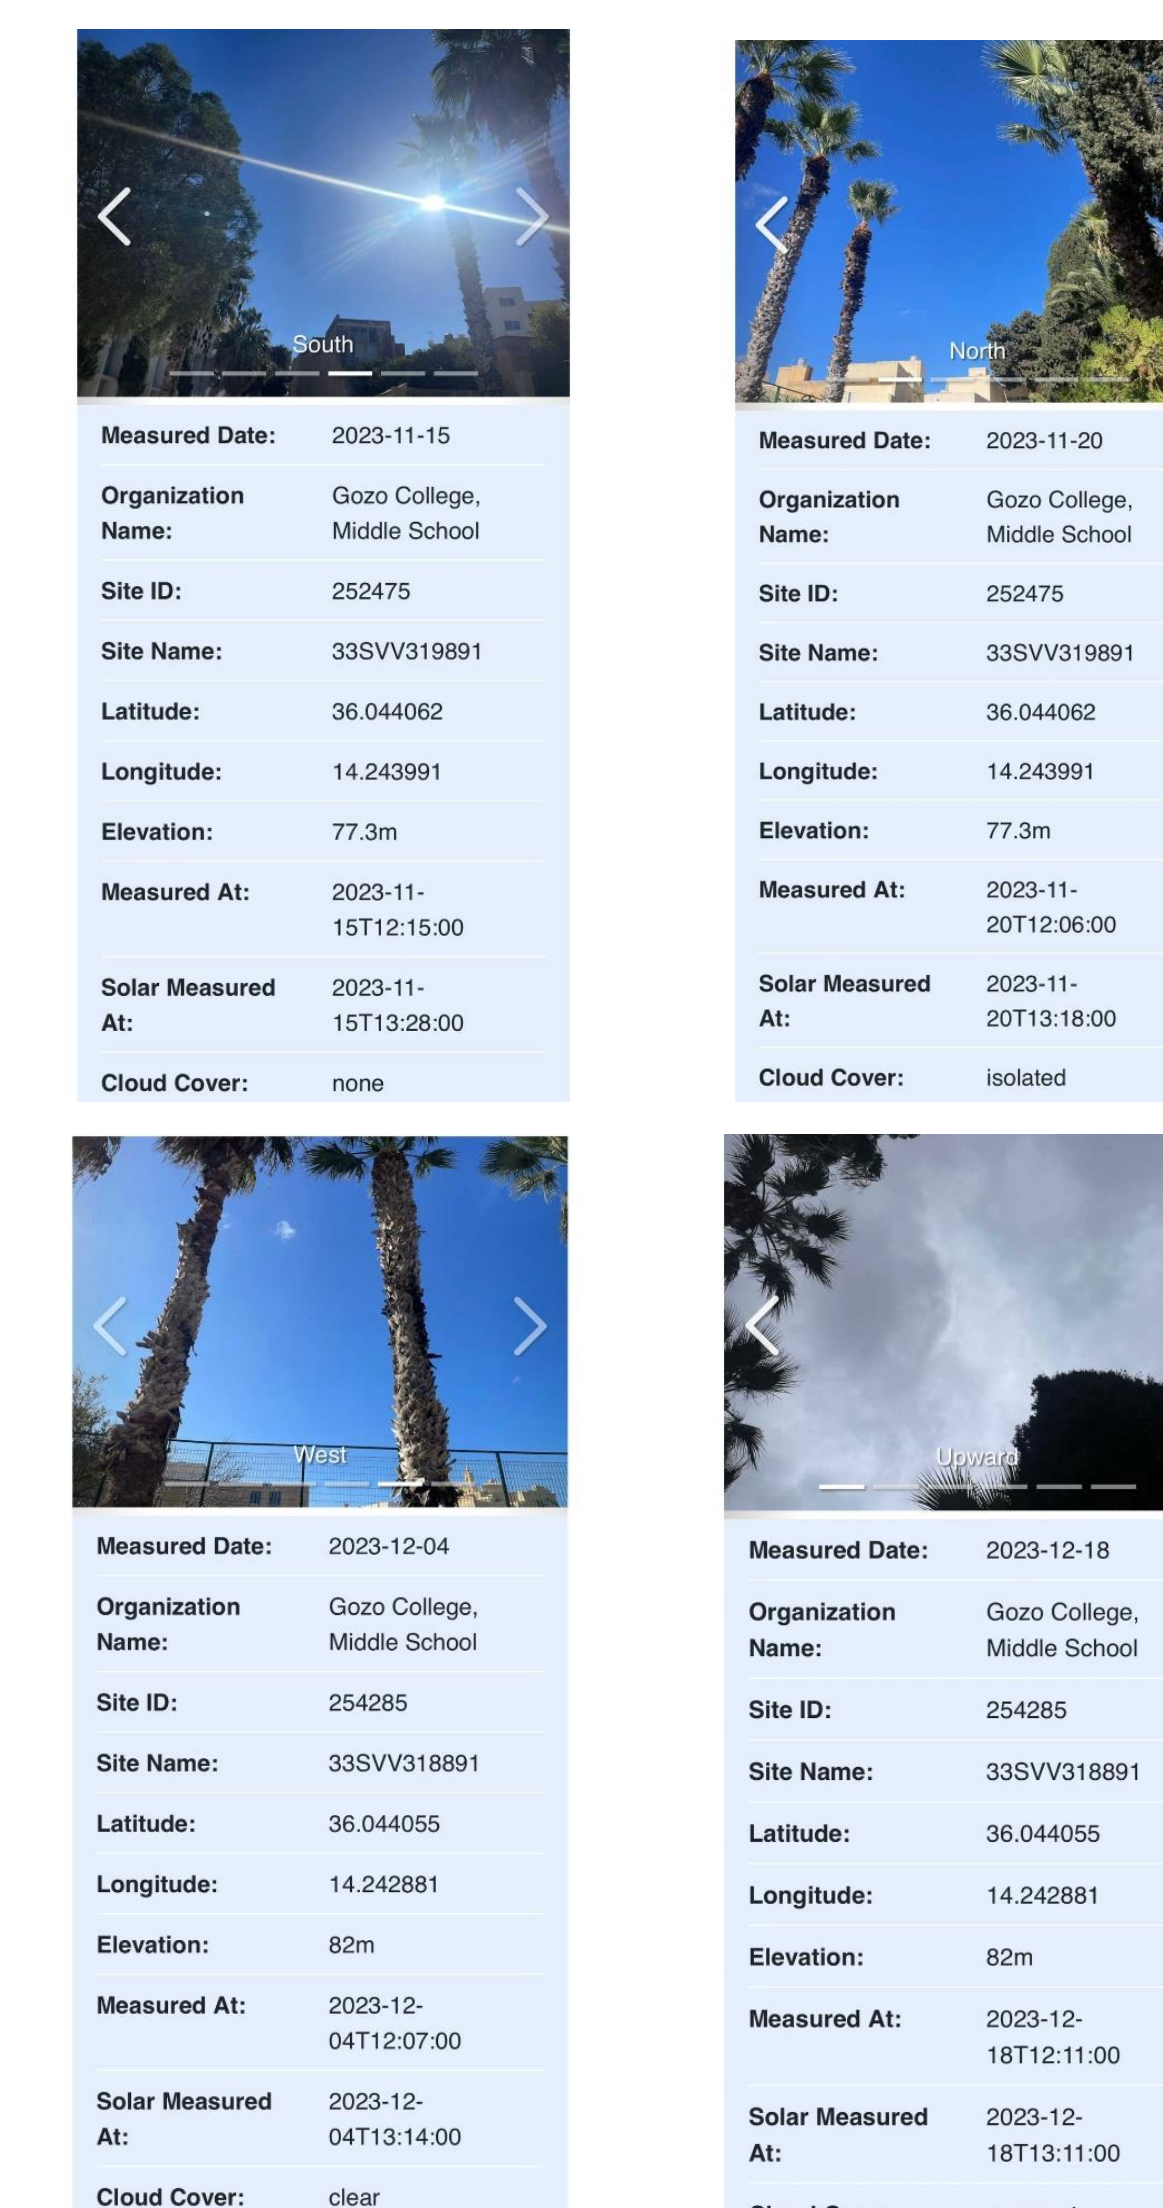 South
Measured Date: 2023-11-15
Organization Gozo College,
Name: Middle School
Site ID: 252475
Site Name: 33SVV319891
Latitude: 36.044062
Longitude: 14.243991
Elevation: 77.3m
Measured At: 2023-11-
15T12:15:00
Solar Measured 2023-11-
At: 15T13:28:00
Cloud Cover: none
North
Measured Date: 2023-11-20
Organization Gozo College,
Name: Middle School
Site ID: 252475
Site Name: 33SVV319891
Latitude: 36.044062
Longitude: 14.243991
Elevation: 77.3m
Measured At: 2023-11-
20T12:06:00
Solar Measured 2023-11-
At: 20T13:18:00
Cloud Cover: isolated
West
Measured Date: 2023-12-04
Organization Gozo College,
Name: Middle School
Site ID: 254285
Site Name: 33SVV318891
Latitude: 36.044055
Longitude: 14.242881
Elevation: 82m
Measured At: 2023-12-
04T12:07:00
Solar Measured 2023-12-
At: 04T13:14:00
Cloud Cover: clear
Upward
Measured Date: 2023-12-18
Organization Gozo College,
Name: Middle School
Site ID: 254285
Site Name: 33SVV318891
Latitude: 36.044055
Longitude: 14.242881
Elevation: 82m
Measured At: 2023-12-
18T12:11:00
Solar Measured 2023-12-
At: 18T13:11:00